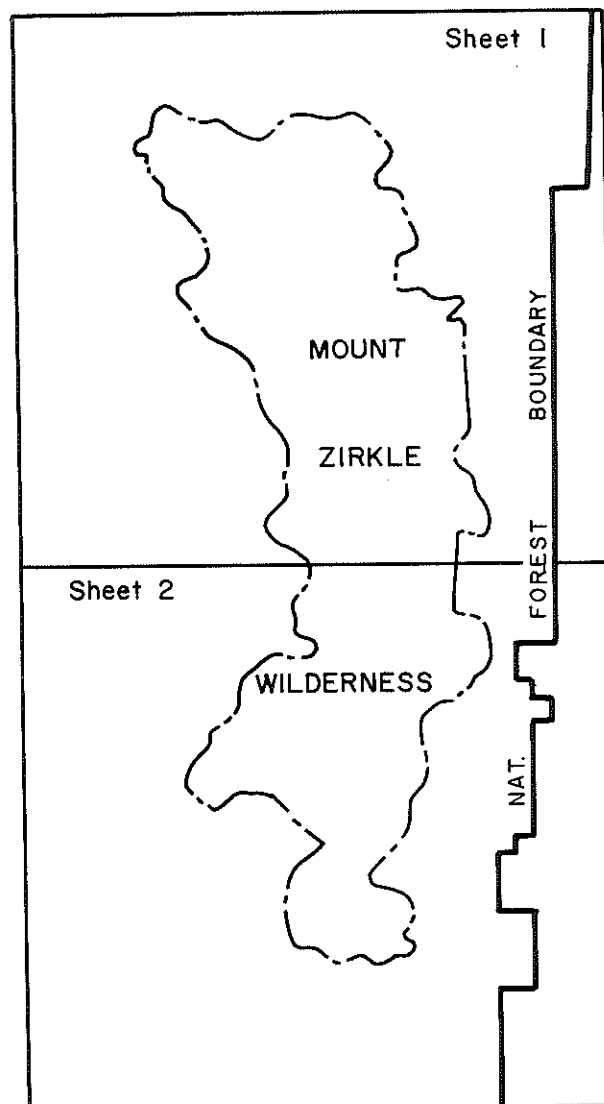 Sheet 1
MOUNT
ZIRKLE
Sheet 2
WILDERNESS
NAT. FOREST BOUNDARY